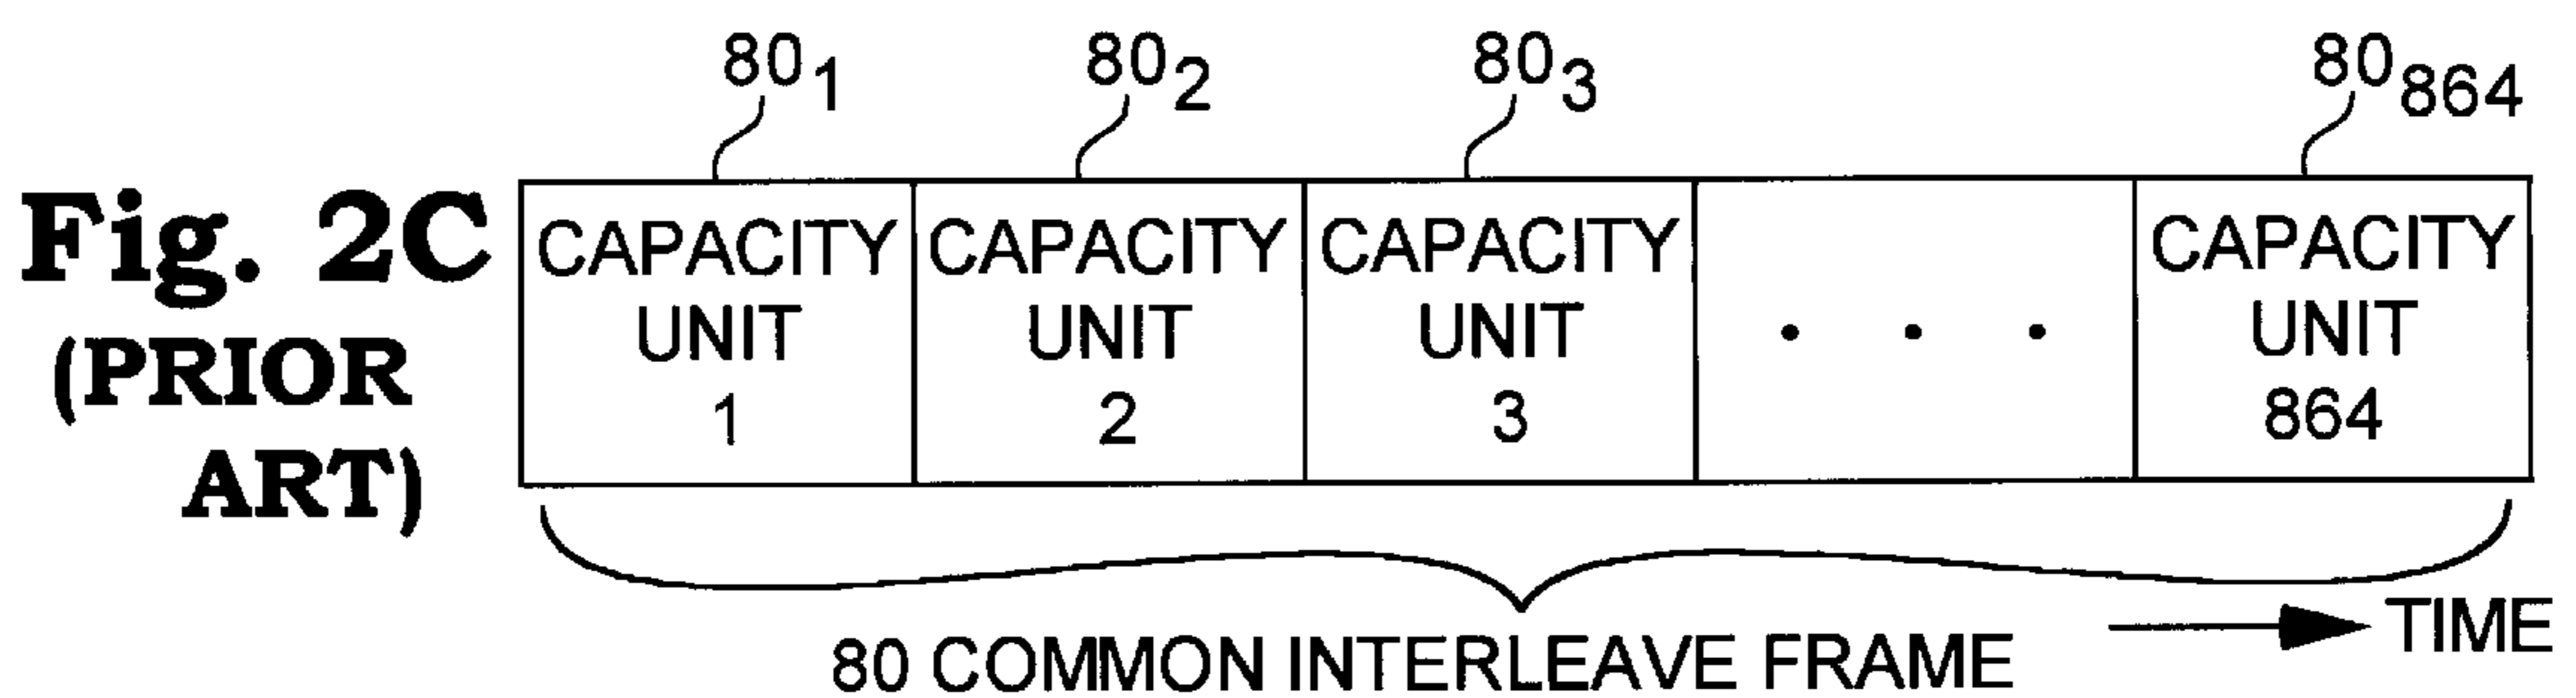 80₁ 80₂ 80₃ 80₈₆₄
Fig. 2C
(PRIOR
ART)
CAPACITY
UNIT
1
CAPACITY
UNIT
2
CAPACITY
UNIT
3
. . .
CAPACITY
UNIT
864
80 COMMON INTERLEAVE FRAME
TIME